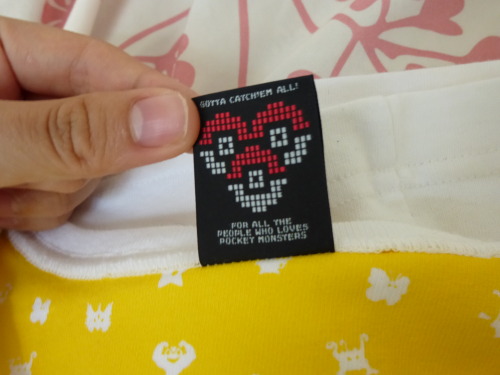 GOTTA CATCH'EM ALL!
FOR ALL THE
PEOPLE WHO LOVES
POCKET MONSTERS